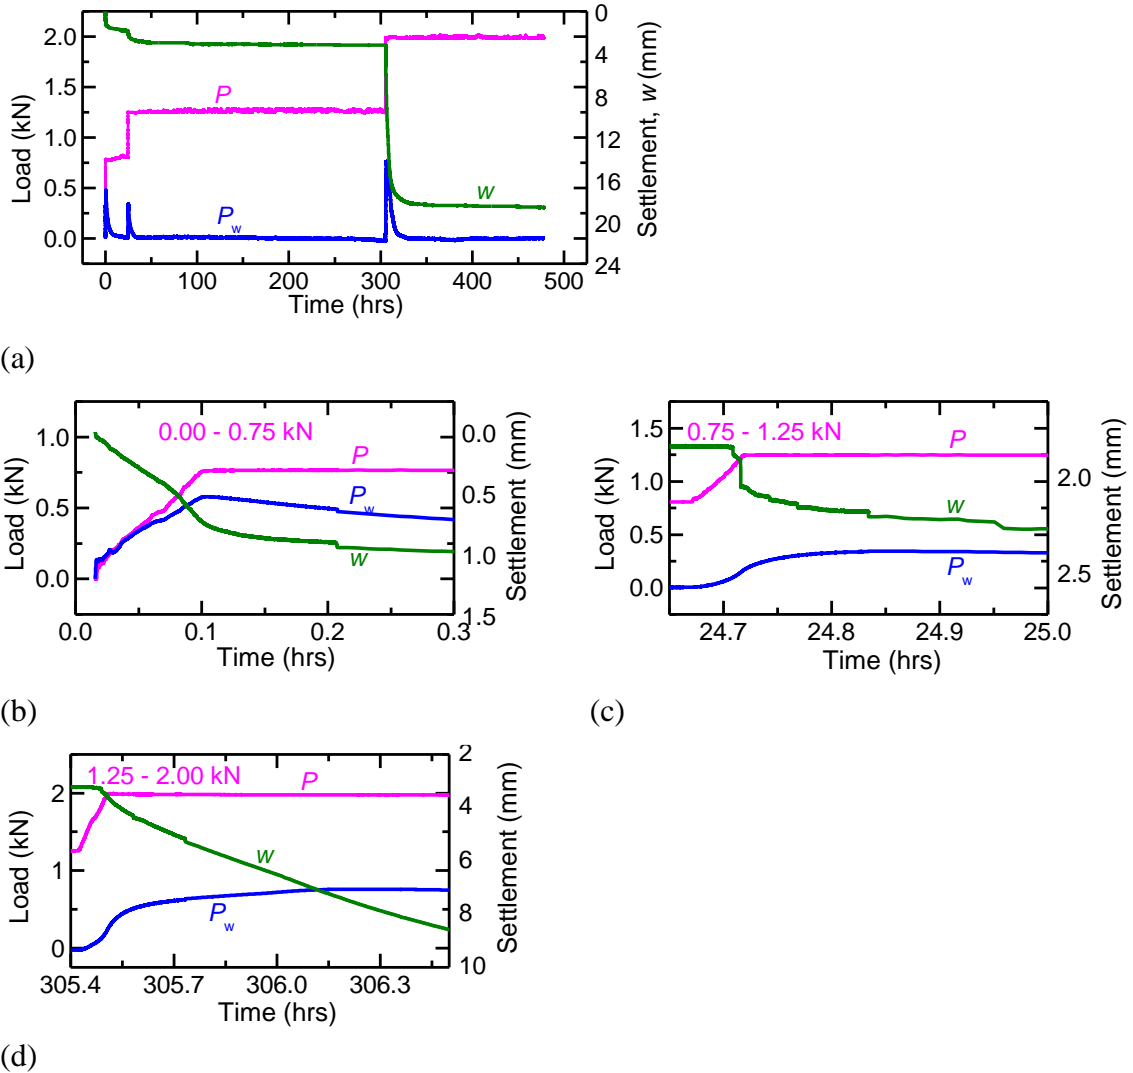 0
2.0
4
1.5
P
8
Load (kN)
1.0
12
Settlement, w (mm)
0.5
w
16
Pw
0.0
20
24
0 100 200 300 400 500
Time (hrs)
(a)
0.00 - 0.75 kN
1.0
P
0.0
Load (kN)
0.5
Pw
0.5
w
1.0
Settlement (mm)
0.0
1.5
0.0 0.1 0.2 0.3
Time (hrs)
(b)
0.75 - 1.25 kN
1.5
P
Load (kN)
1.0
2.0
w
0.5
Settlement (mm)
Pw
0.0
2.5
24.7 24.8 24.9 25.0
Time (hrs)
(c)
1.25 - 2.00 kN
2
P
2
4
Load (kN)
1
w
6
Settlement (mm)
Pw
8
0
10
305.4 305.7 306.0 306.3
Time (hrs)
(d)